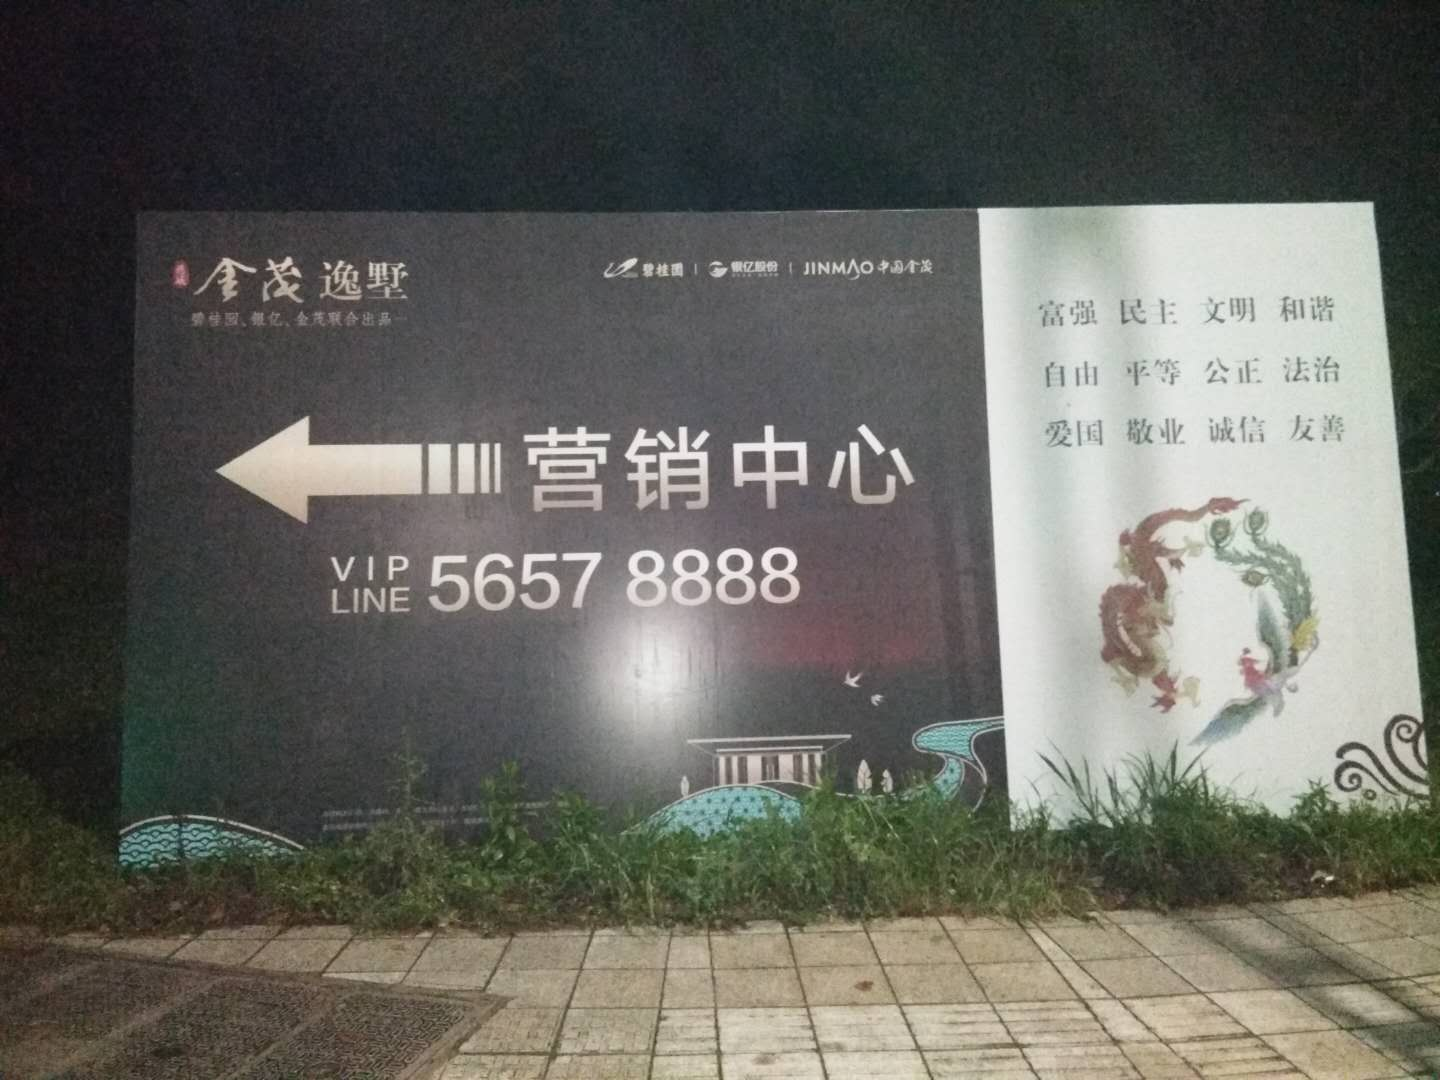 金茂逸墅
碧桂园、银亿、金茂联合出品
碧桂园 | 银亿股份 | JINMAO 中国金茂
营销中心
VIP LINE 5657 8888
富强 民主 文明 和谐
自由 平等 公正 法治
爱国 敬业 诚信 友善